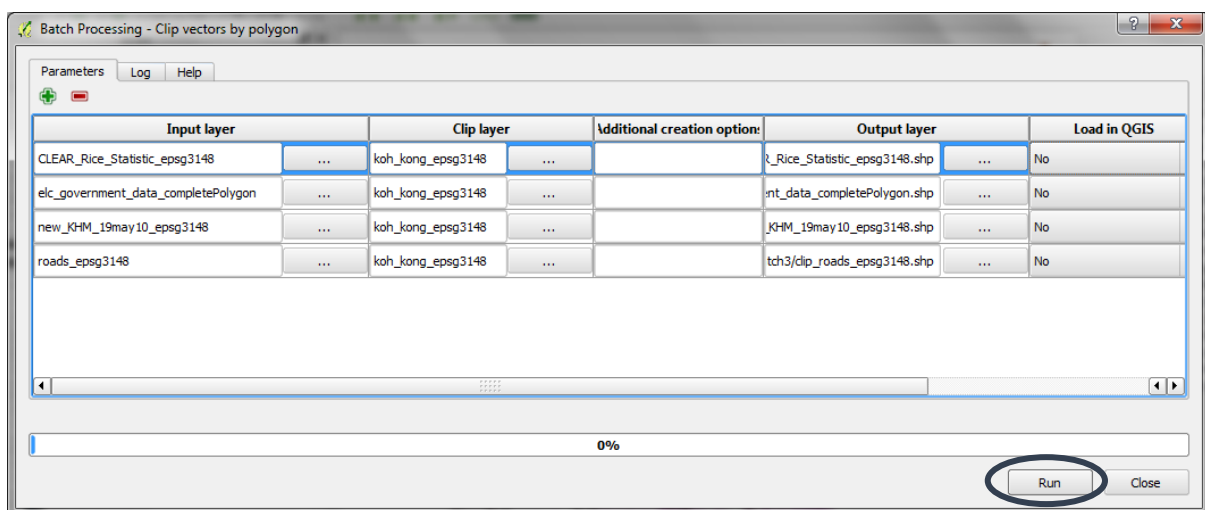 Batch Processing - Clip vectors by polygon
? X
Parameters Log Help
Input layer Clip layer Additional creation options Output layer Load in QGIS
CLEAR_Rice_Statistic_epsg3148 ... koh_kong_epsg3148 ... R_Rice_Statistic_epsg3148.shp ... No
elc_government_data_completePolygon ... koh_kong_epsg3148 ... ent_data_completePolygon.shp ... No
new_KHM_19may10_epsg3148 ... koh_kong_epsg3148 ... _KHM_19may10_epsg3148.shp ... No
roads_epsg3148 ... koh_kong_epsg3148 ... tch3/clip_roads_epsg3148.shp ... No
0%
Run Close